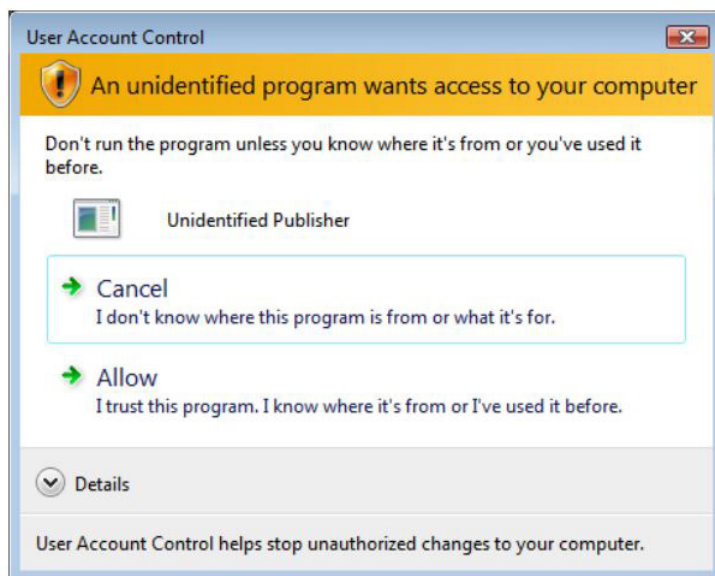 User Account Control
An unidentified program wants access to your computer
Don't run the program unless you know where it's from or you've used it
before.
Unidentified Publisher
Cancel
I don't know where this program is from or what it's for.
Allow
I trust this program. I know where it's from or I've used it before.
Details
User Account Control helps stop unauthorized changes to your computer.